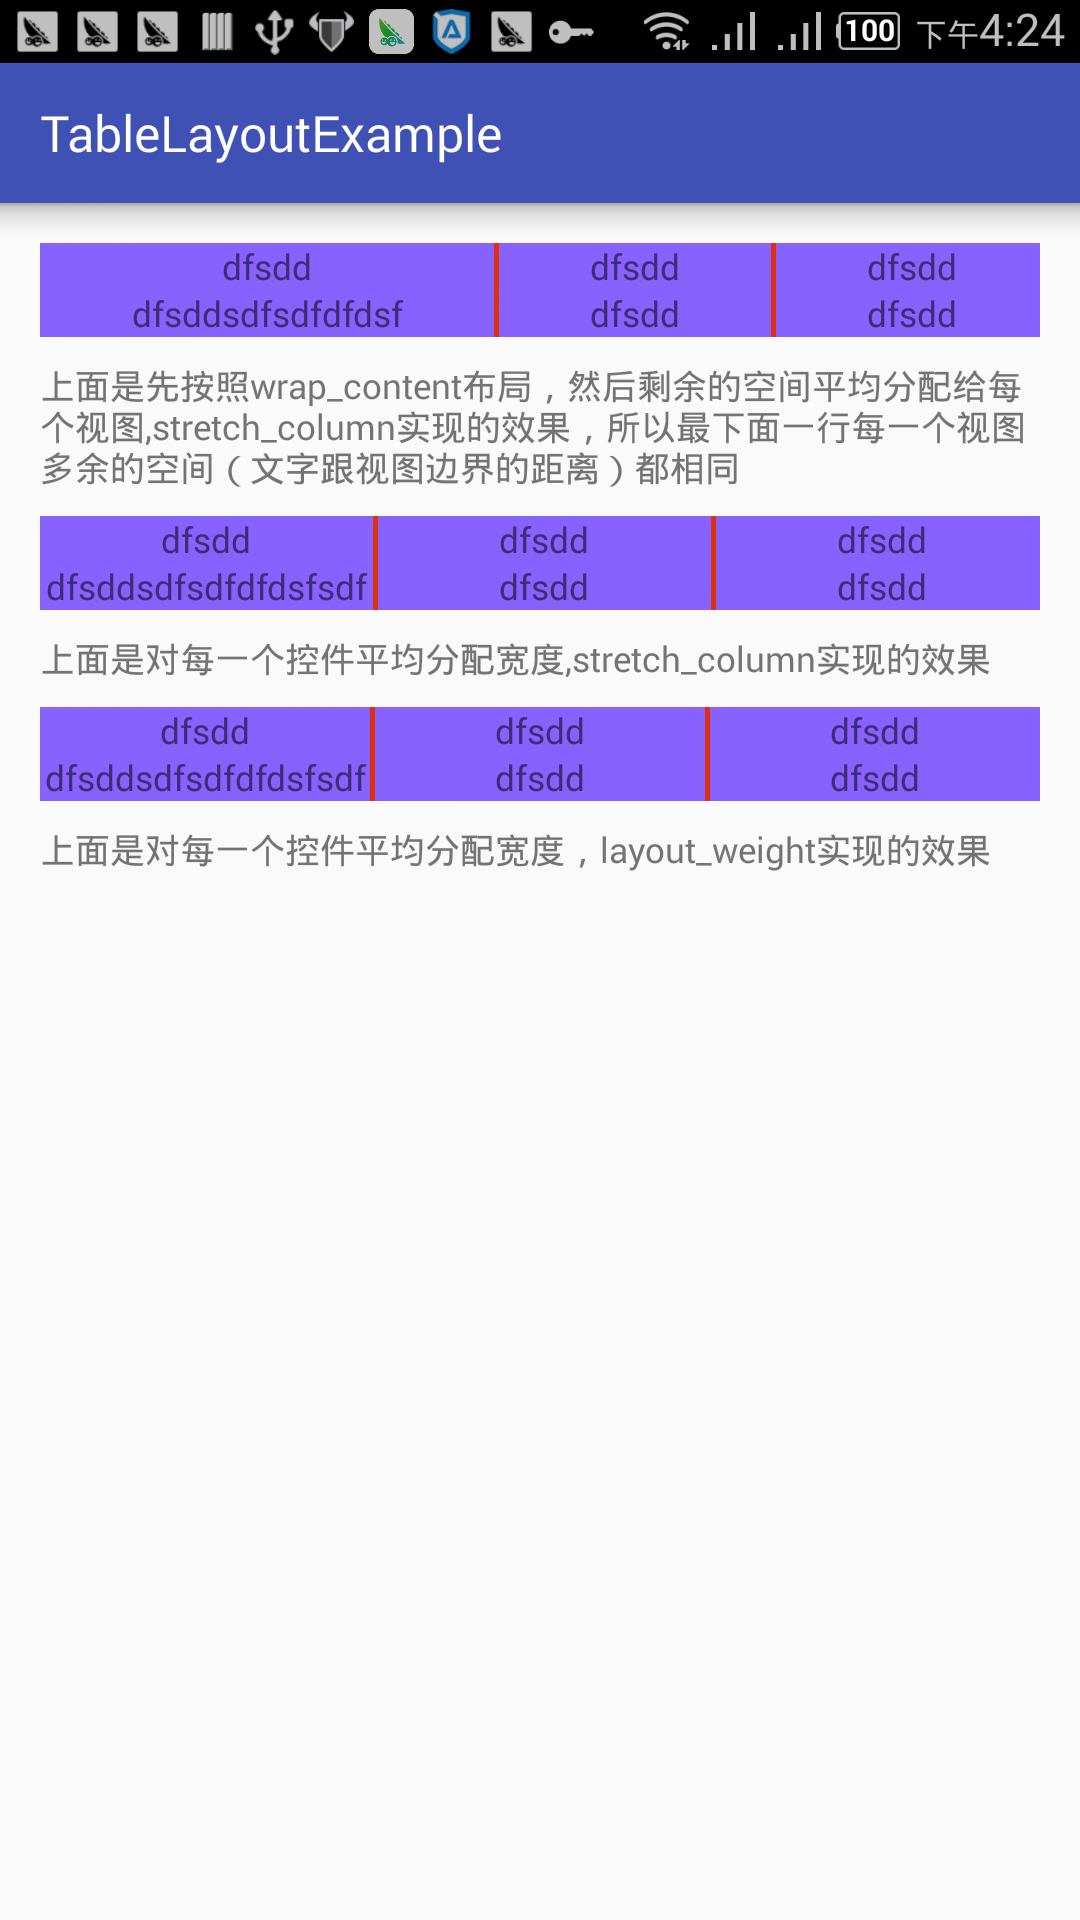 100 下午4:24
TableLayoutExample
dfsdd dfsdd dfsdd
dfsddsdfsdfdfdsf dfsdd dfsdd
上面是先按照wrap_content布局，然后剩余的空间平均分配给每
个视图,stretch_column实现的效果，所以最下面一行每一个视图
多余的空间（文字跟视图边界的距离）都相同
dfsdd dfsdd dfsdd
dfsddsdfsdfdfdsfsdf dfsdd dfsdd
上面是对每一个控件平均分配宽度,stretch_column实现的效果
dfsdd dfsdd dfsdd
dfsddsdfsdfdfdsfsdf dfsdd dfsdd
上面是对每一个控件平均分配宽度，layout_weight实现的效果